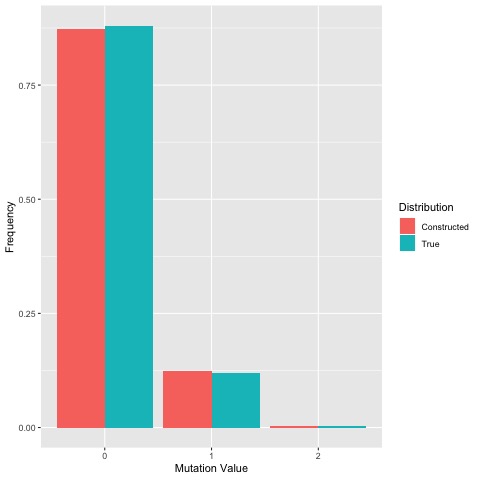 Frequency
0.75
0.50
0.25
0.00
0
1
2
Mutation Value
Distribution
Constructed
True